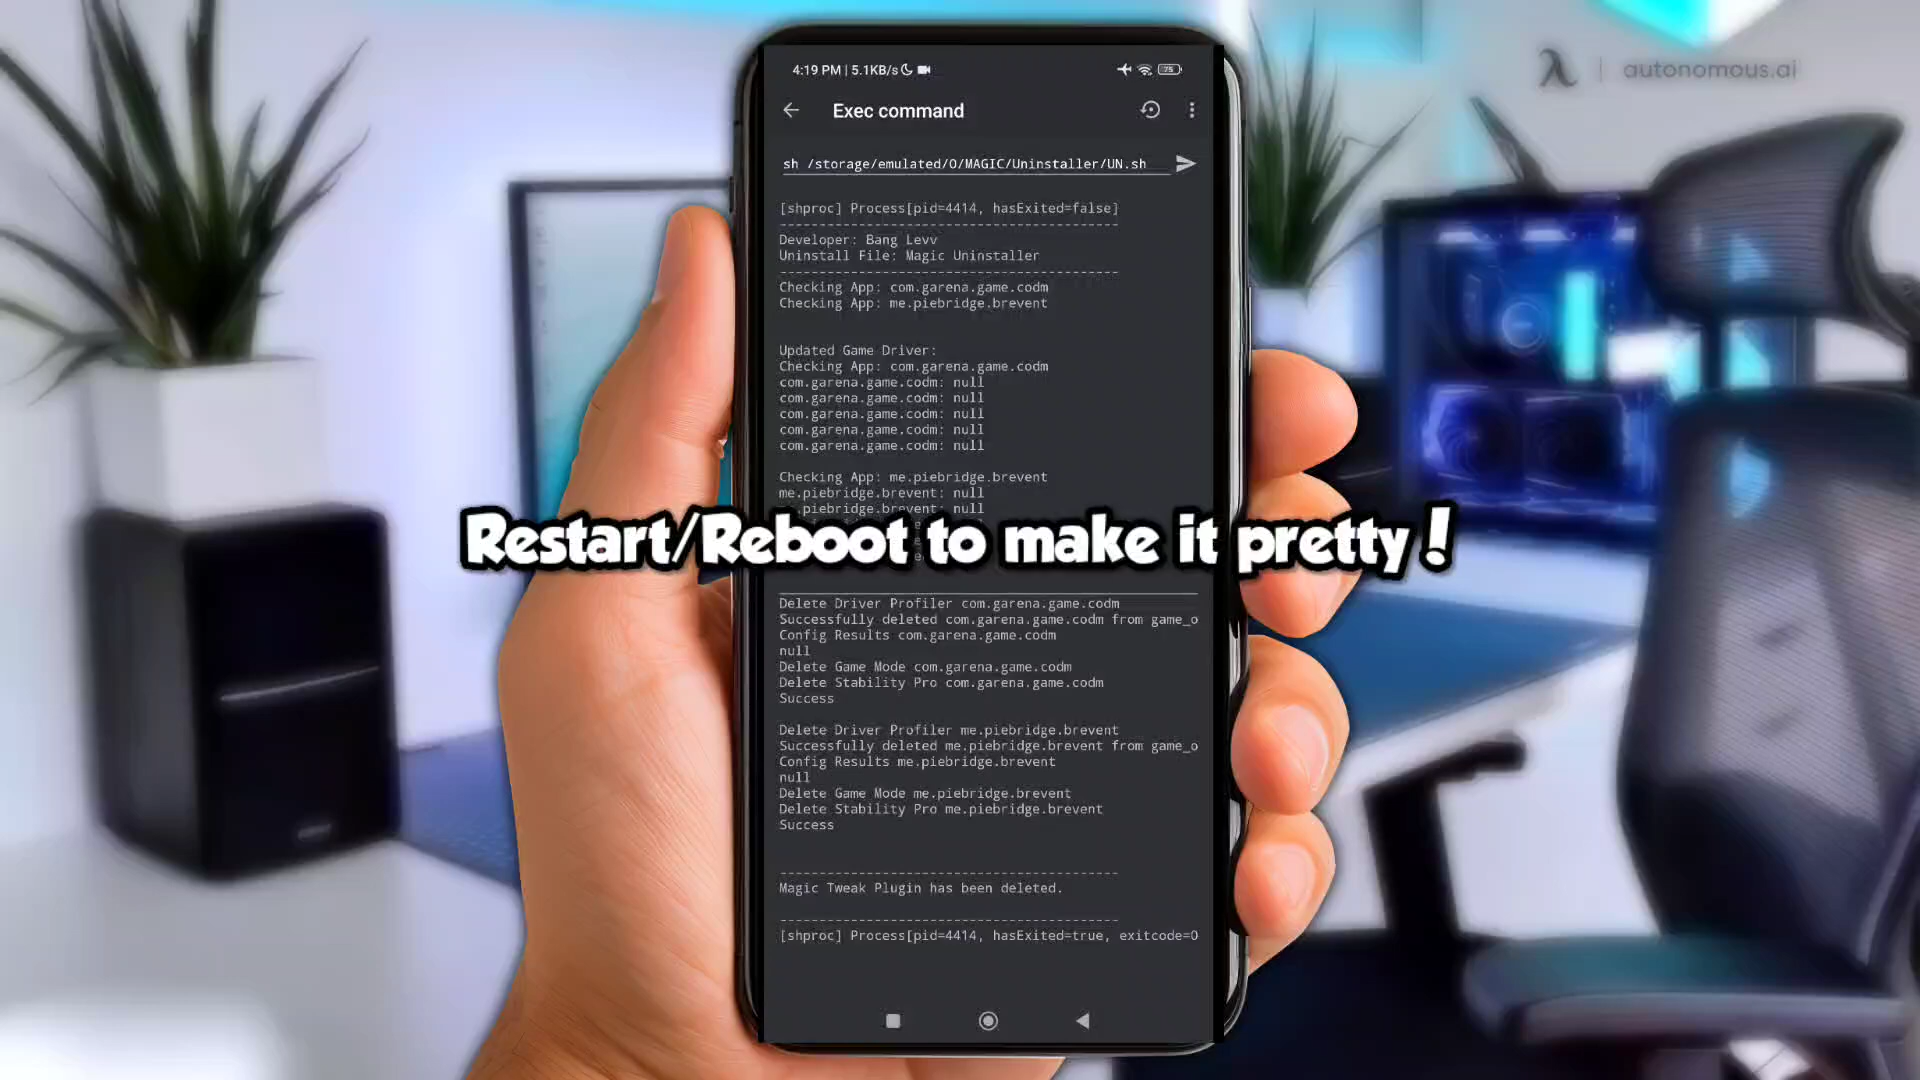 autonomous.ai
4:19 PM | 5.1KB/s
75
Exec command
sh /storage/emulated/0/MAGIC/Uninstaller/UN.sh
[shproc] Process[pid=4414, hasExited=false]
-------------------------------------------
Developer: Bang Levv
Uninstall File: Magic Uninstaller
-------------------------------------------
Checking App: com.garena.game.codm
Checking App: me.piebridge.brevent
Updated Game Driver:
Checking App: com.garena.game.codm
com.garena.game.codm: null
com.garena.game.codm: null
com.garena.game.codm: null
com.garena.game.codm: null
com.garena.game.codm: null
Checking App: me.piebridge.brevent
me.piebridge.brevent: null
me.piebridge.brevent: null
Restart/Reboot to make it pretty!
Delete Driver Profiler com.garena.game.codm
Successfully deleted com.garena.game.codm from game_o
Config Results com.garena.game.codm
null
Delete Game Mode com.garena.game.codm
Delete Stability Pro com.garena.game.codm
Success
Delete Driver Profiler me.piebridge.brevent
Successfully deleted me.piebridge.brevent from game_o
Config Results me.piebridge.brevent
null
Delete Game Mode me.piebridge.brevent
Delete Stability Pro me.piebridge.brevent
Success
-------------------------------------------
Magic Tweak Plugin has been deleted.
-------------------------------------------
[shproc] Process[pid=4414, hasExited=true, exitcode=0